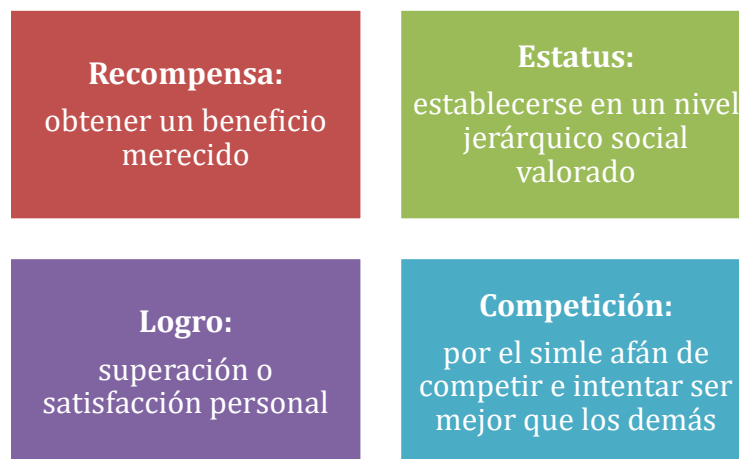 Recompensa:
obtener un beneficio
merecido
Estatus:
establecerse en un nivel
jerárquico social
valorado
Logro:
superación o
satisfacción personal
Competición:
por el simle afán de
competir e intentar ser
mejor que los demás